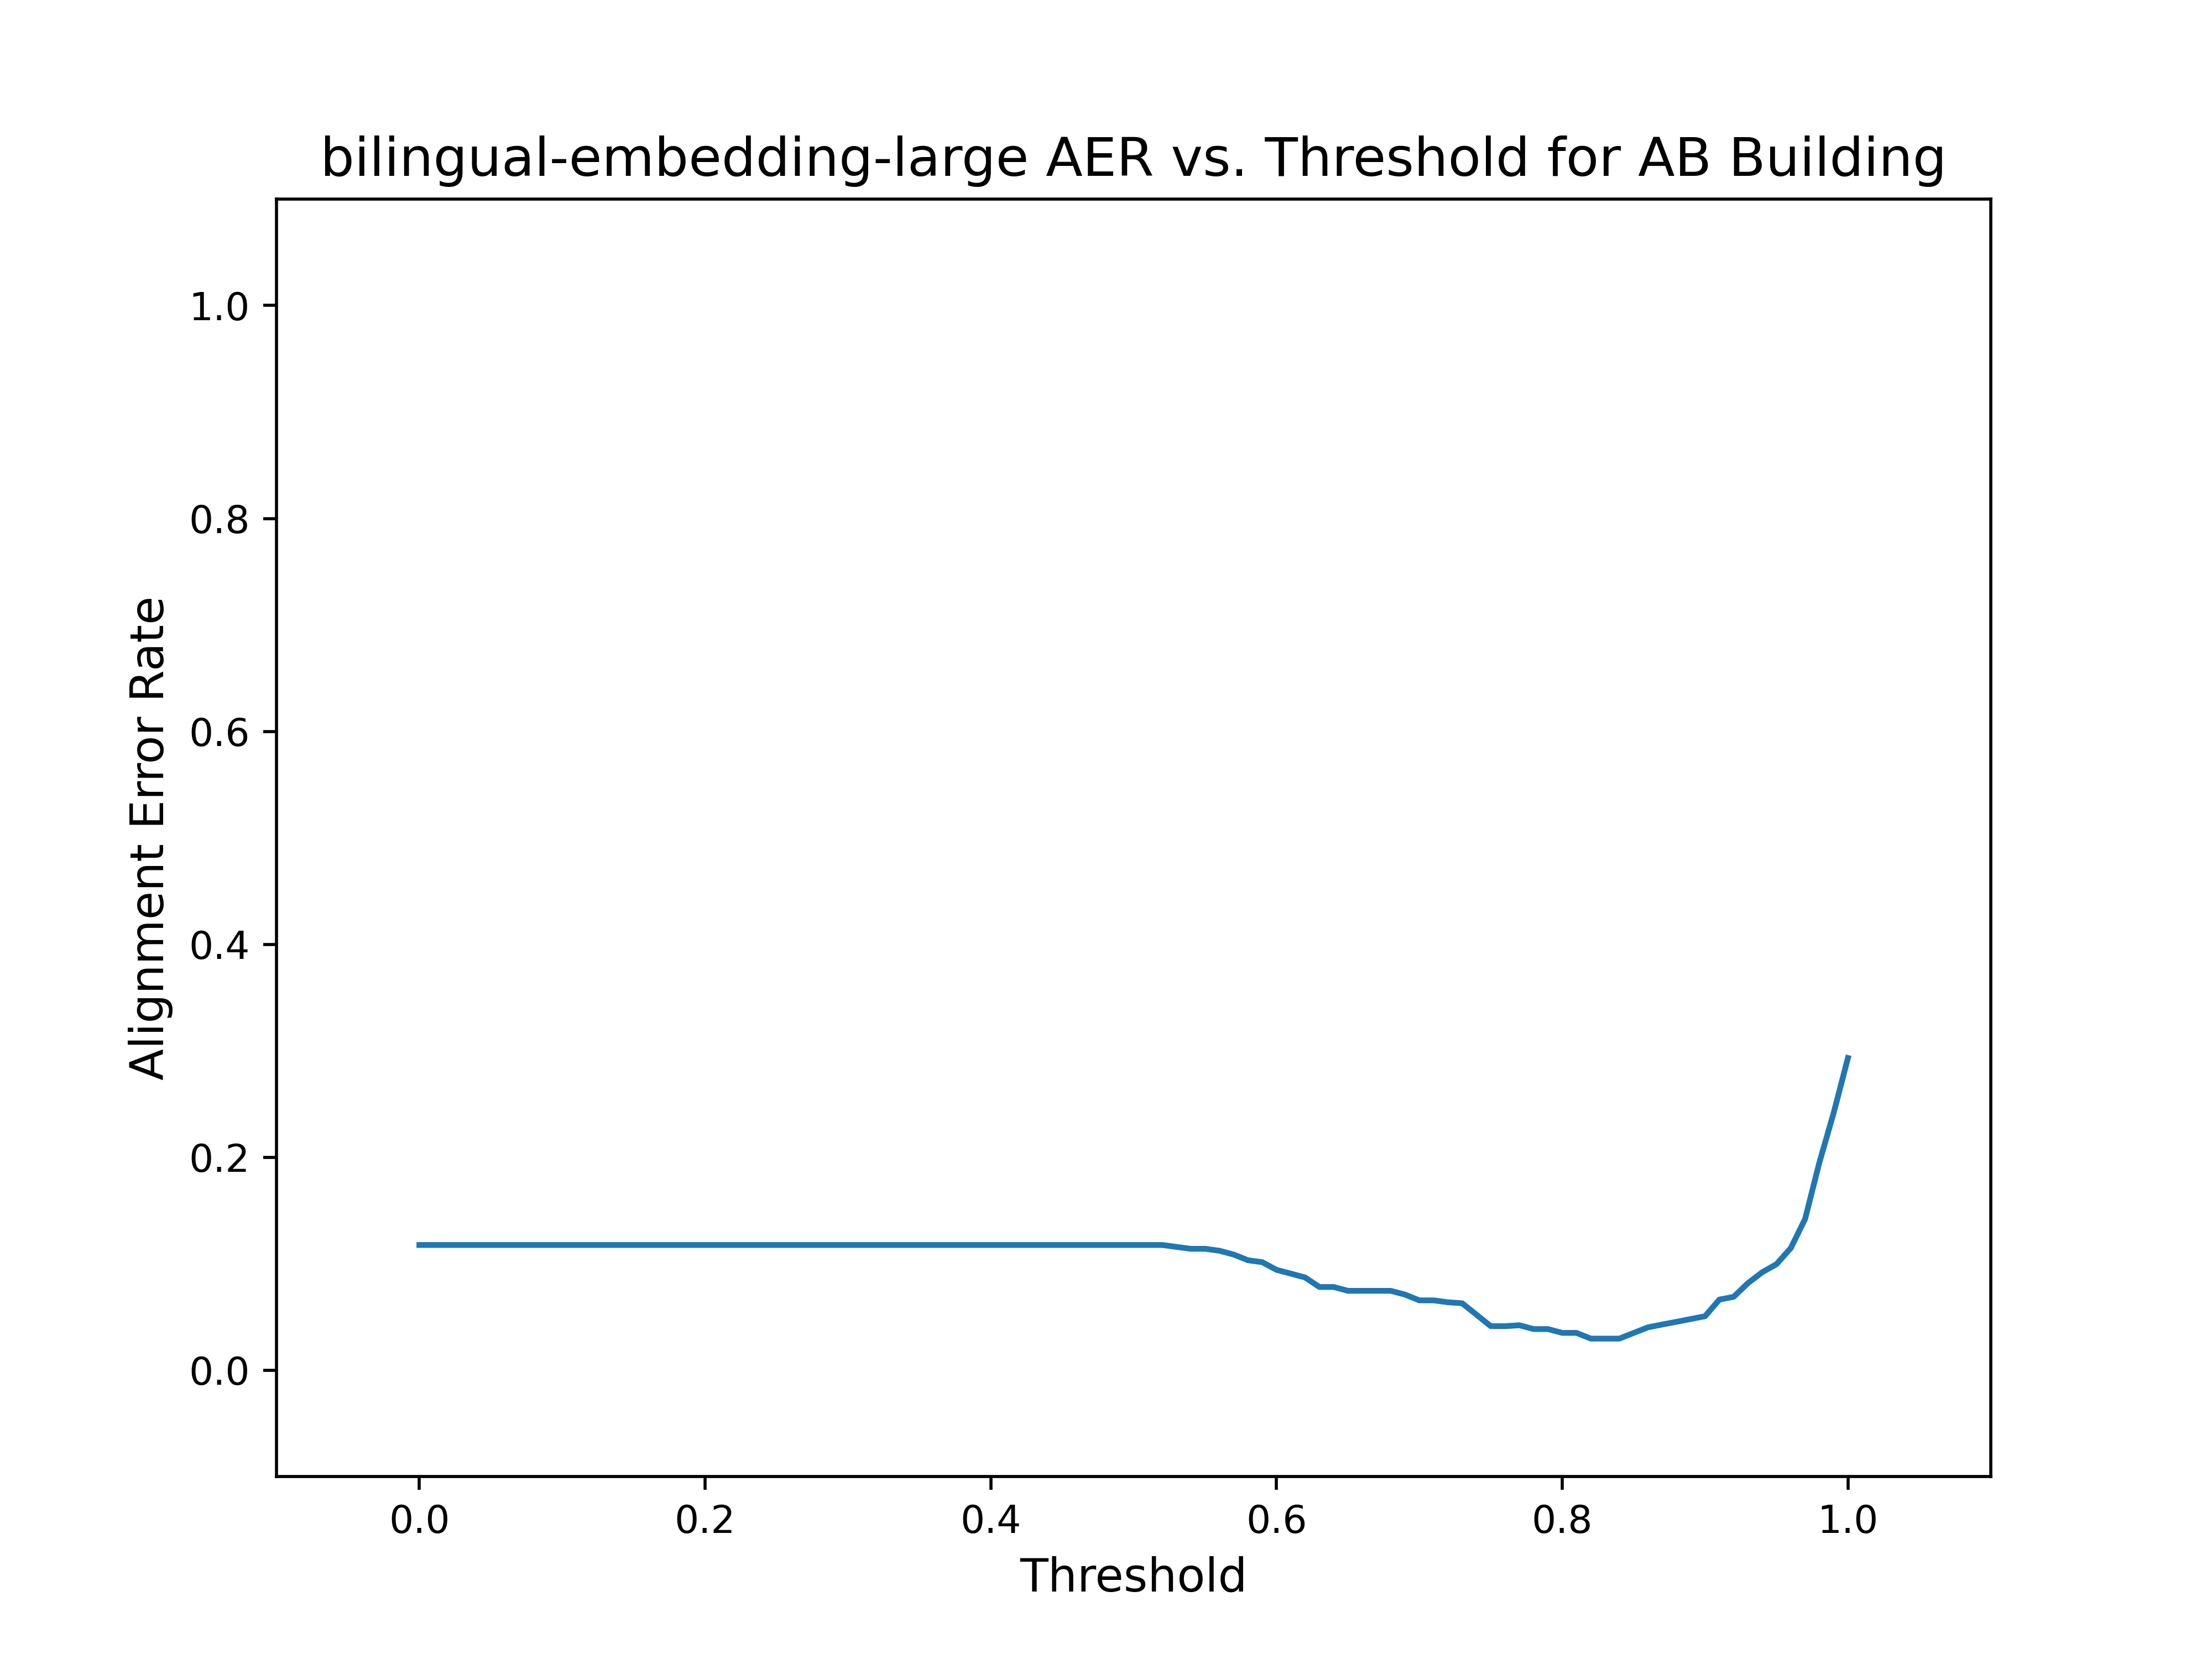 bilingual-embedding-large AER vs. Threshold for AB Building
1.0
0.8
0.6
0.4
0.2
0.0
Alignment Error Rate
0.0 0.2 0.4 0.6 0.8 1.0
Threshold